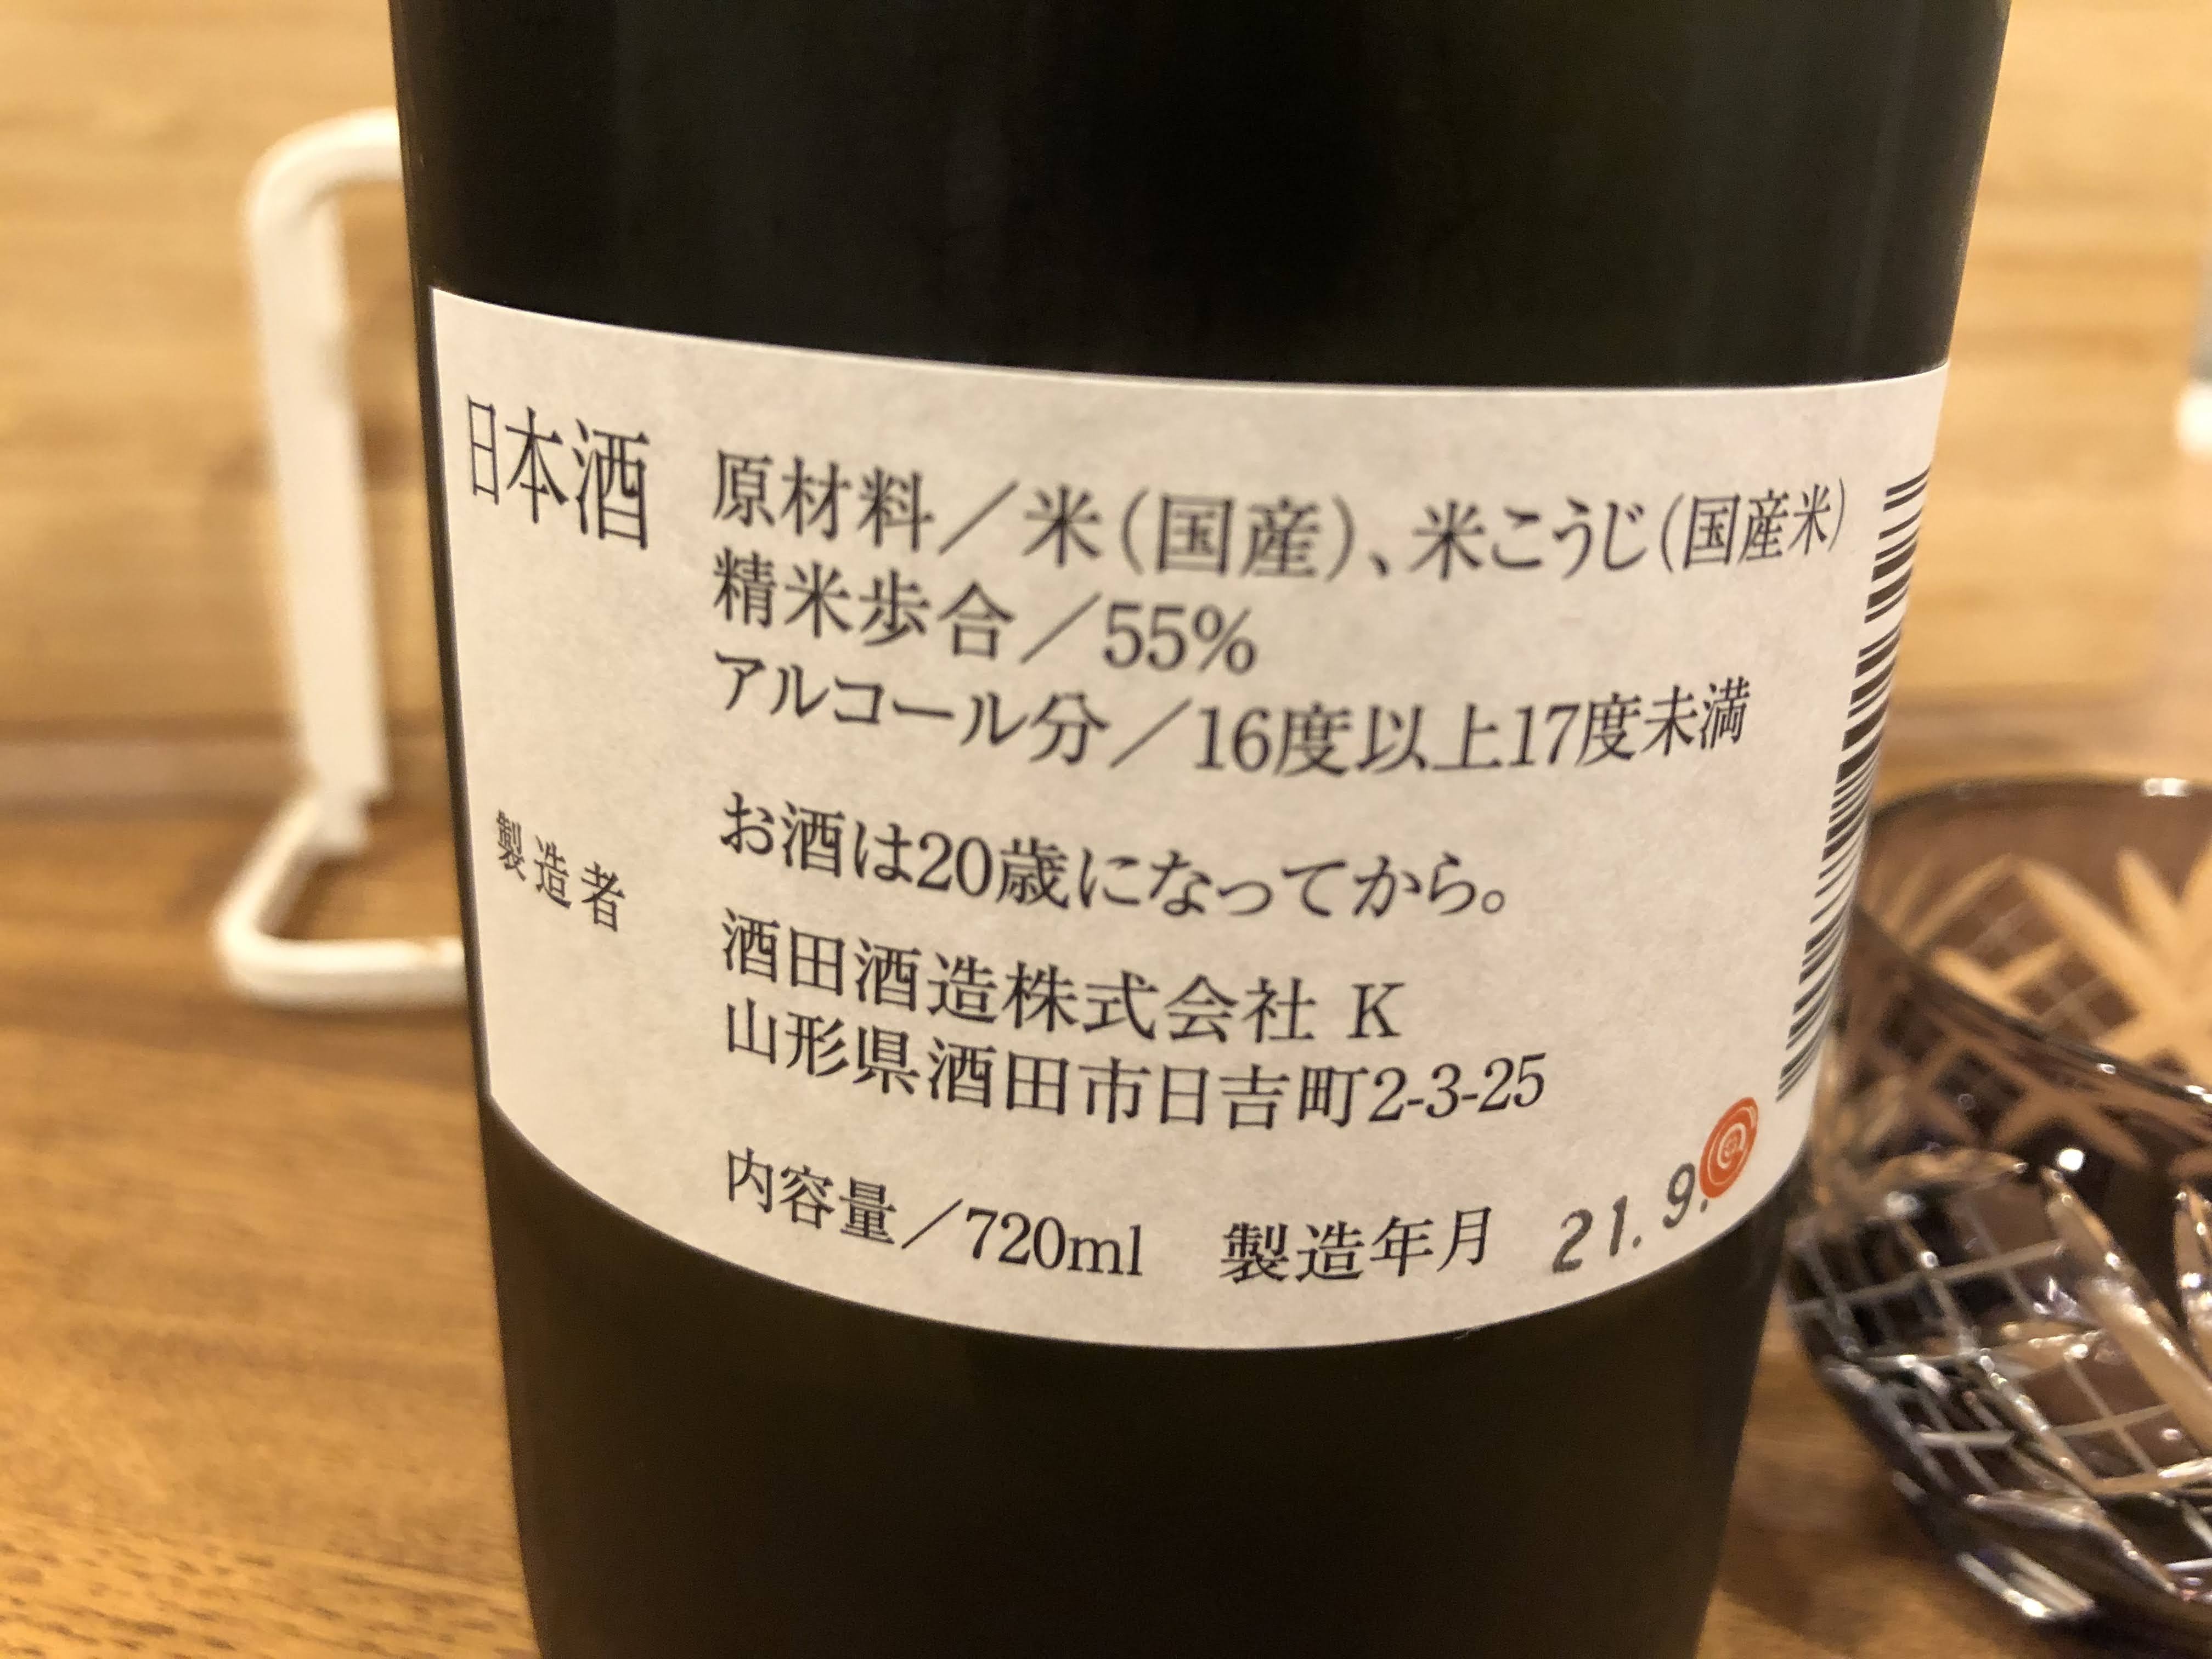 日本酒
原材料／米（国産）、米こうじ（国産米）
精米歩合／55%
アルコール分／16度以上17度未満
お酒は20歳になってから。
製造者
酒田酒造株式会社 K
山形県酒田市日吉町2-3-25
内容量／720ml 製造年月 21.9.